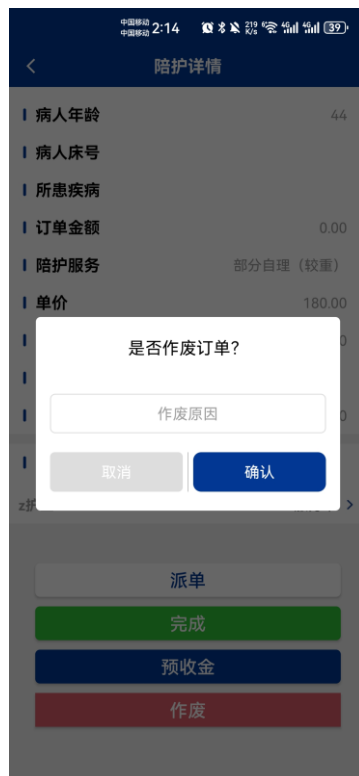 中国移动
中国移动 2:14 219 K/s 4G 4G 39
陪护详情
病人年龄 44
病人床号
所患疾病
订单金额 0.00
陪护服务 部分自理（较重）
单价 180.00
是否作废订单?
作废原因
取消 确认
派单
完成
预收金
作废